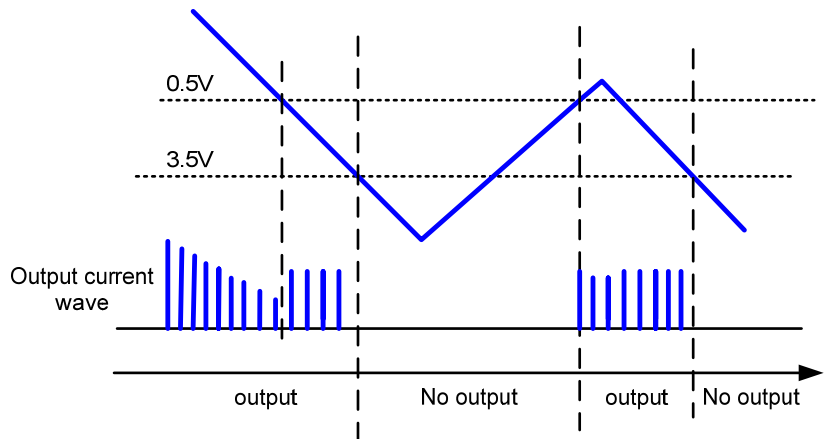 0.5V
3.5V
Output current
wave
output
No output
output
No output